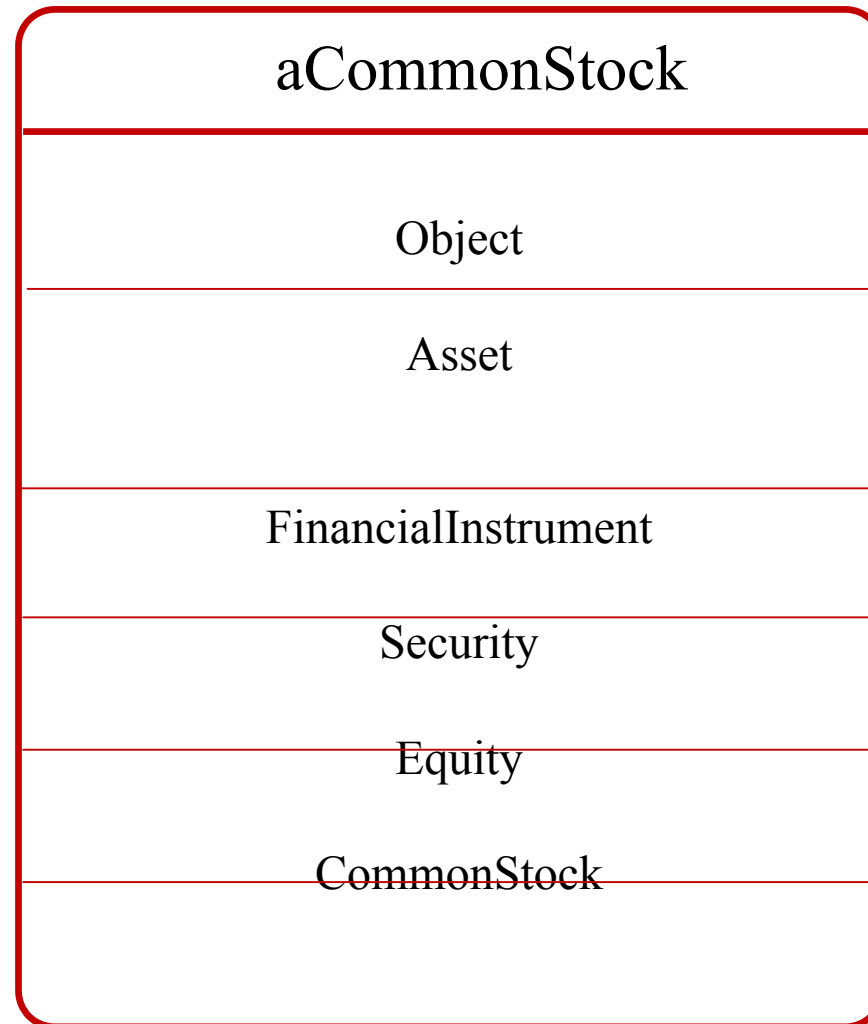 aCommonStock
Object
Asset
FinancialInstrument
Security
Equity
CommonStock